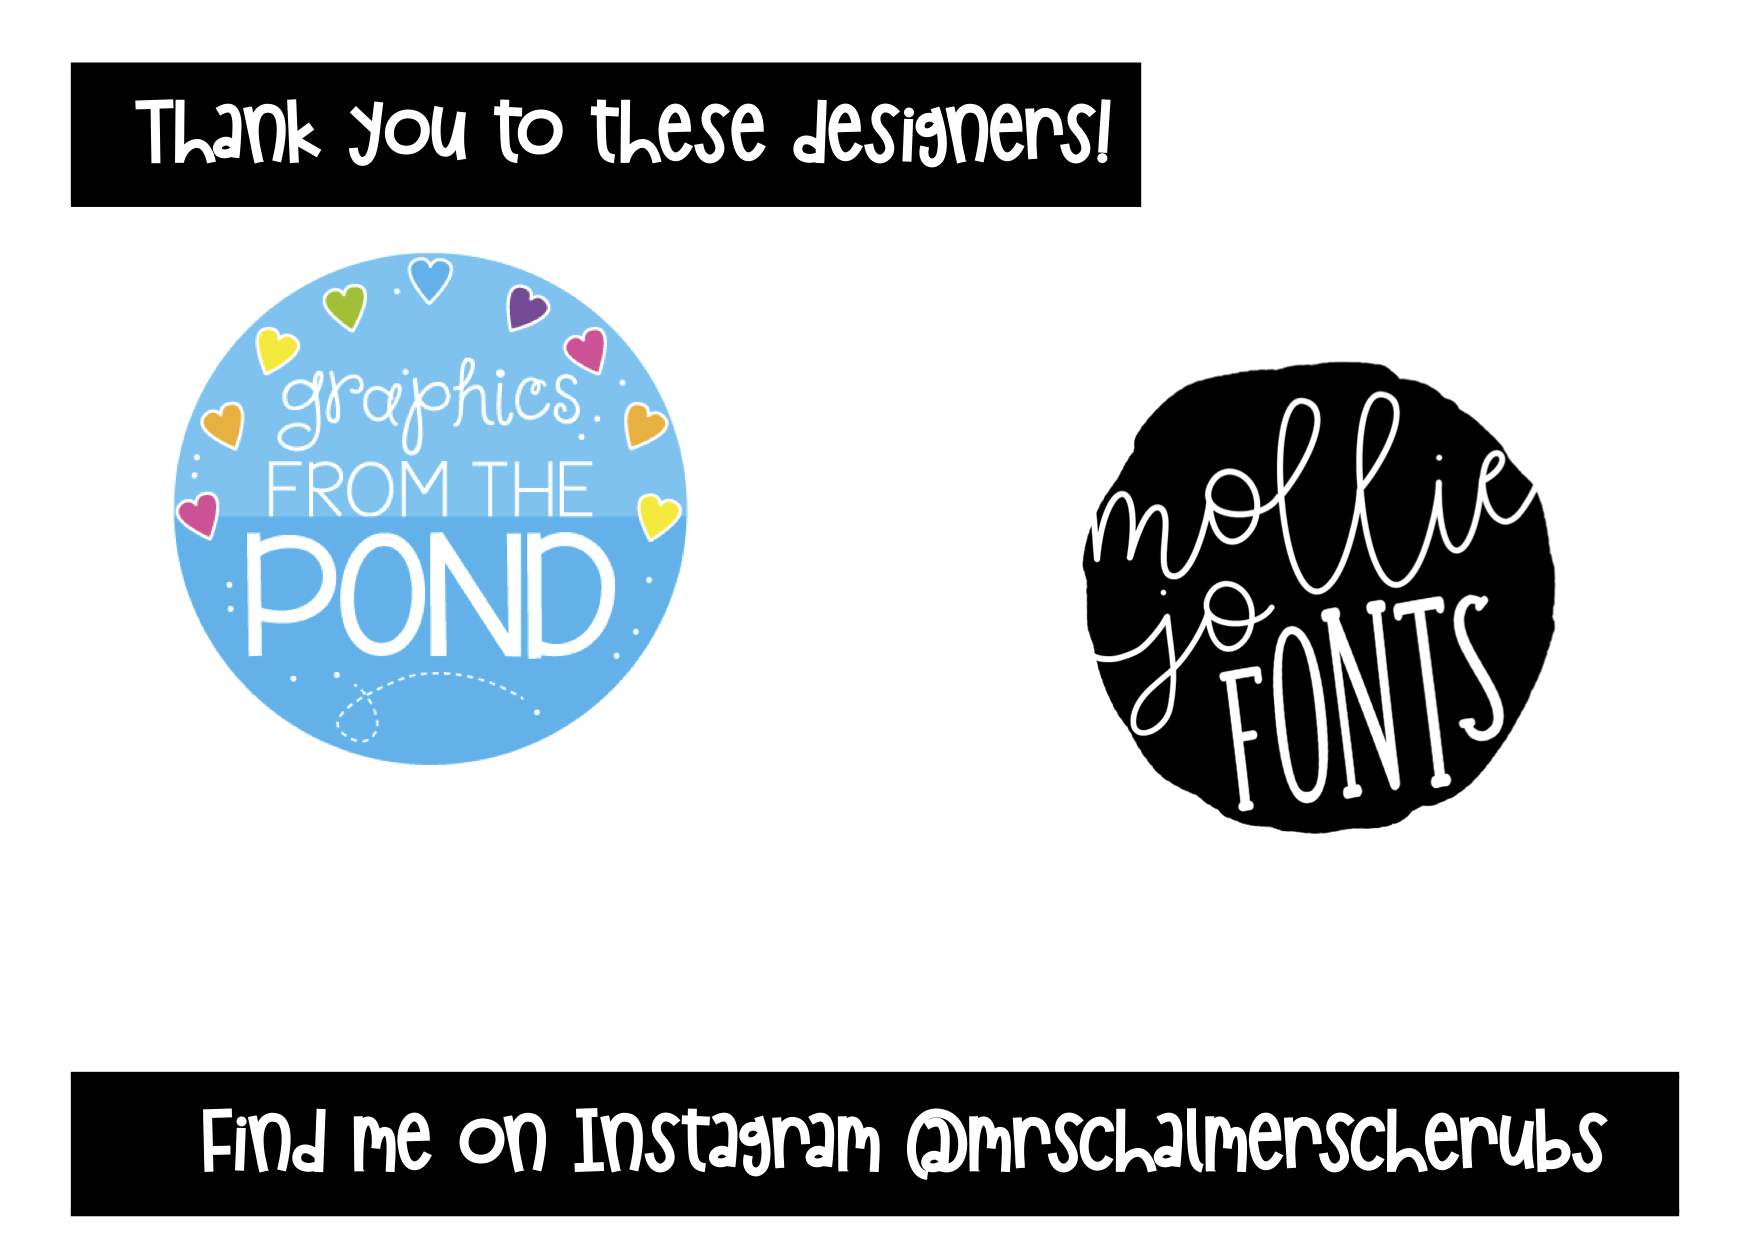 Thank you to these designers!
graphics
FROM THE
POND
mollie
jo
FONTS
Find me on Instagram @mrschalmerscherubs